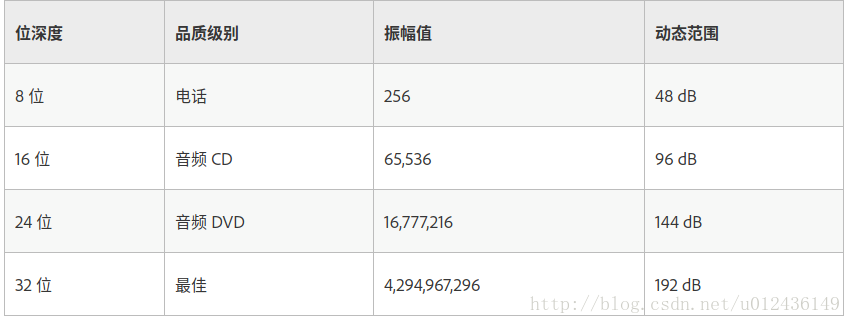 位深度 品质级别 振幅值 动态范围
8 位 电话 256 48 dB
16 位 音频 CD 65,536 96 dB
24 位 音频 DVD 16,777,216 144 dB
32 位 最佳 4,294,967,296 192 dB
http://blog.csdn.net/u012436149